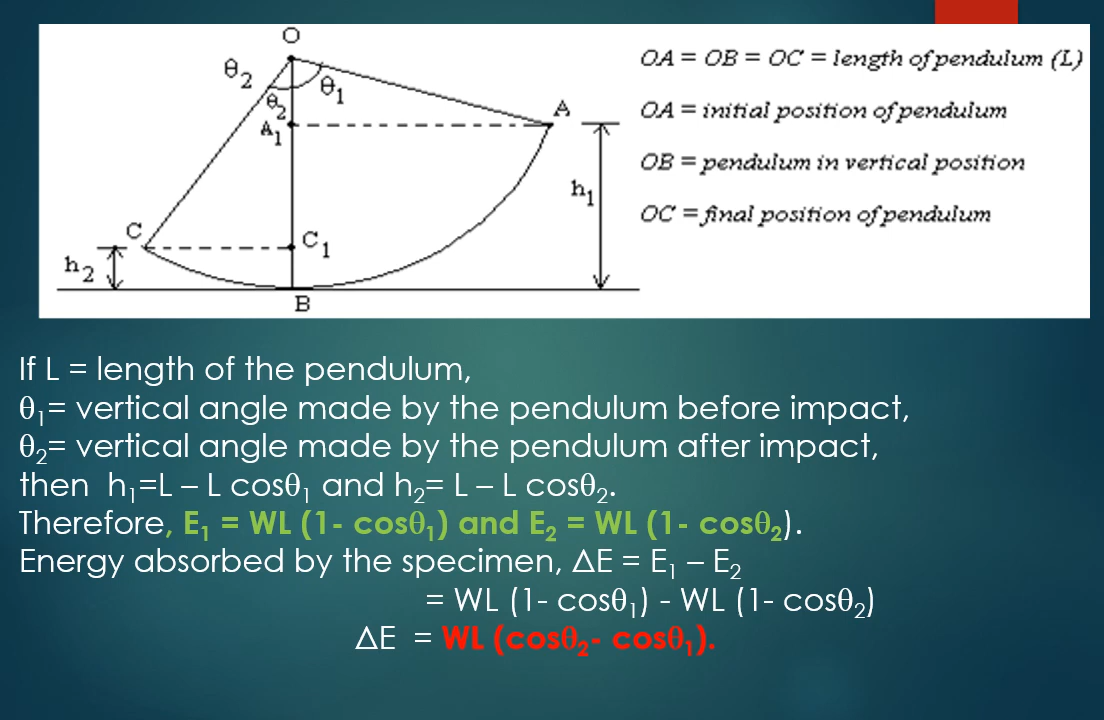 O
θ₂
θ₁
θ₂
A
A₁
h₁
C
C₁
h₂
B
OA = OB = OC = length of pendulum (L)
OA = initial position of pendulum
OB = pendulum in vertical position
OC = final position of pendulum
If L = length of the pendulum,
θ₁= vertical angle made by the pendulum before impact,
θ₂= vertical angle made by the pendulum after impact,
then h₁=L – L cosθ₁ and h₂= L – L cosθ₂.
Therefore, E₁ = WL (1- cosθ₁) and E₂ = WL (1- cosθ₂).
Energy absorbed by the specimen, ΔE = E₁ – E₂
= WL (1- cosθ₁) - WL (1- cosθ₂)
ΔE = WL (cosθ₂- cosθ₁).